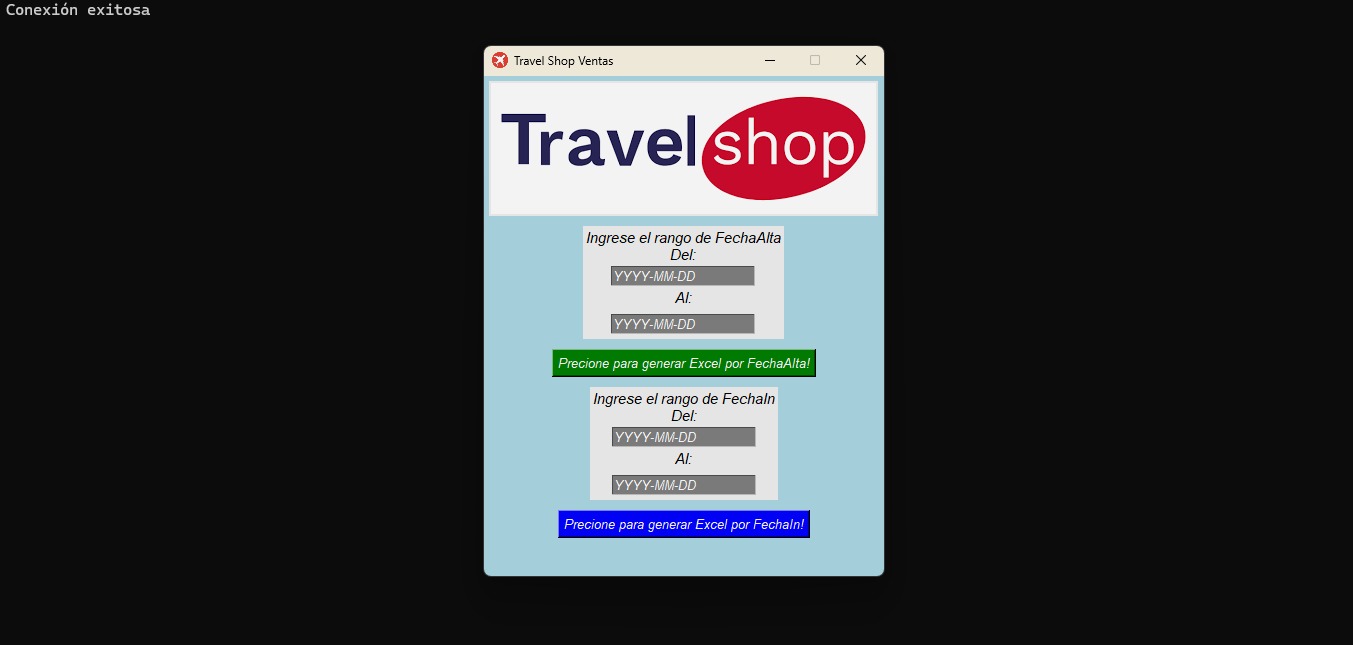 Conexión exitosa
Travel Shop Ventas
Travel shop
Ingrese el rango de FechaAlta
Del:
YYYY-MM-DD
Al:
YYYY-MM-DD
Precione para generar Excel por FechaAlta!
Ingrese el rango de FechaIn
Del:
YYYY-MM-DD
Al:
YYYY-MM-DD
Precione para generar Excel por FechaIn!